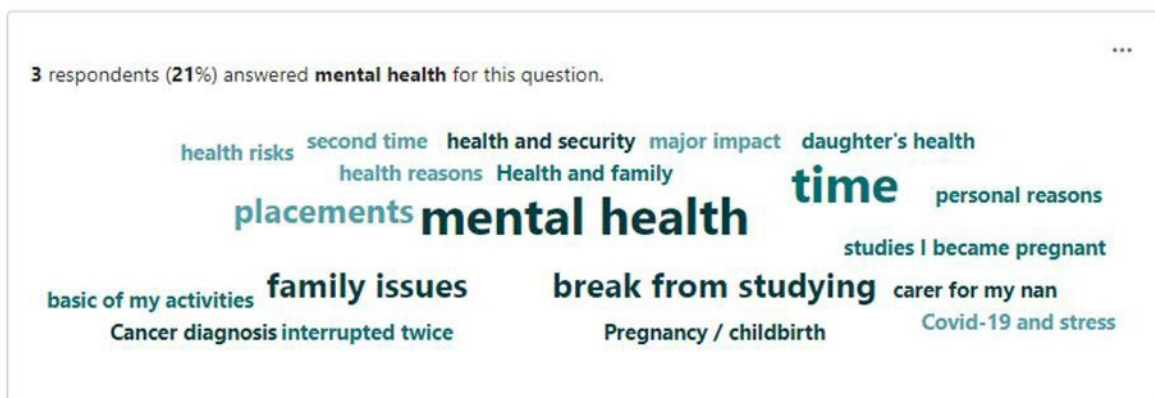 3 respondents (21%) answered mental health for this question.
second time health and security major impact daughter's health
health risks
health reasons Health and family
time
personal reasons
placements mental health
studies I became pregnant
family issues break from studying carer for my nan
basic of my activities
Covid-19 and stress
Cancer diagnosis interrupted twice Pregnancy / childbirth